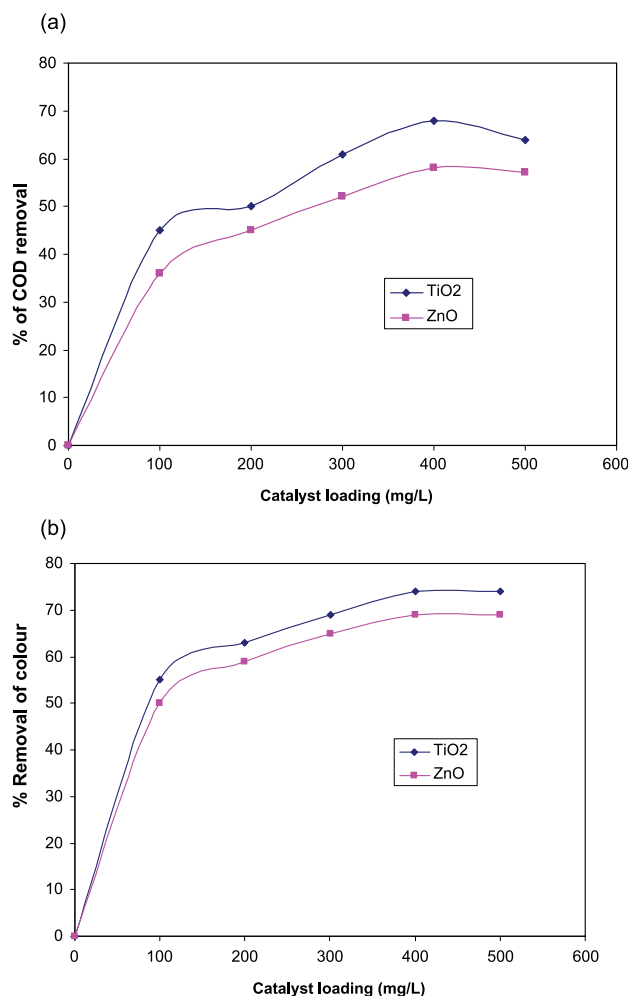 (a)
80
70
60
50
40
30
20
10
0
% of COD removal
TiO2
ZnO
0 100 200 300 400 500 600
Catalyst loading (mg/L)
(b)
80
70
60
50
40
30
20
10
0
% Removal of colour
TiO2
ZnO
0 100 200 300 400 500 600
Catalyst loading (mg/L)